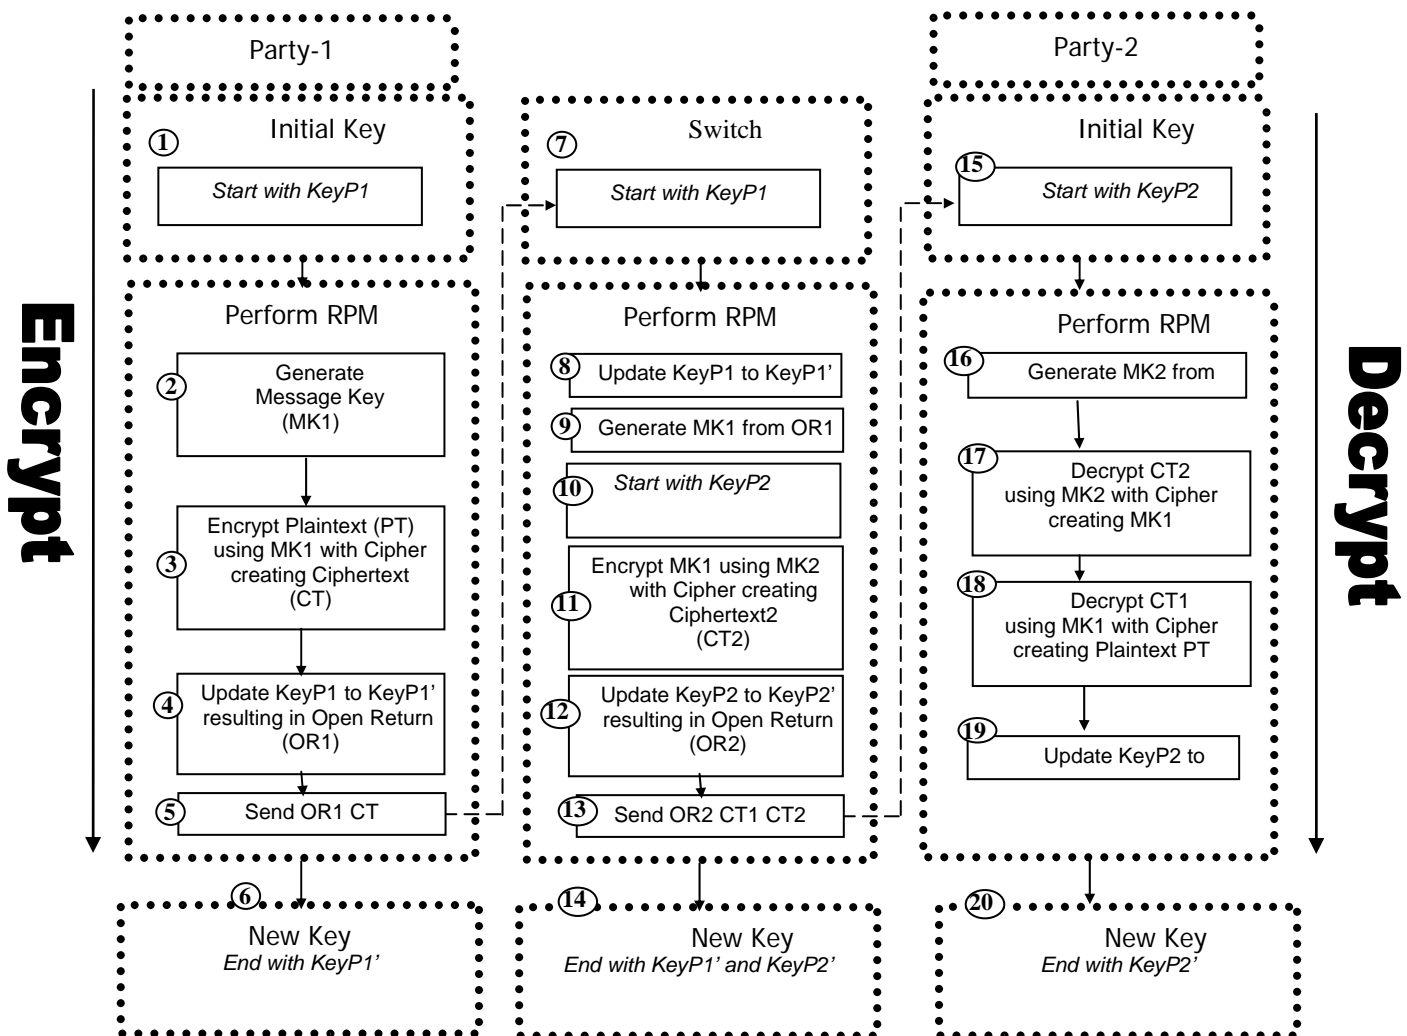 Encrypt
Party-1
1
Initial Key
Start with KeyP1
Perform RPM
2
Generate
Message Key
(MK1)
3
Encrypt Plaintext (PT)
using MK1 with Cipher
creating Ciphertext
(CT)
4
Update KeyP1 to KeyP1’
resulting in Open Return
(OR1)
5
Send OR1 CT
6
New Key
End with KeyP1’
Switch
7
Start with KeyP1
Perform RPM
8
Update KeyP1 to KeyP1’
9
Generate MK1 from OR1
10
Start with KeyP2
11
Encrypt MK1 using MK2
with Cipher creating
Ciphertext2
(CT2)
12
Update KeyP2 to KeyP2’
resulting in Open Return
(OR2)
13
Send OR2 CT1 CT2
14
New Key
End with KeyP1’ and KeyP2’
Party-2
Initial Key
15
Start with KeyP2
Perform RPM
16
Generate MK2 from
17
Decrypt CT2
using MK2 with Cipher
creating MK1
18
Decrypt CT1
using MK1 with Cipher
creating Plaintext PT
19
Update KeyP2 to
20
New Key
End with KeyP2’
Decrypt